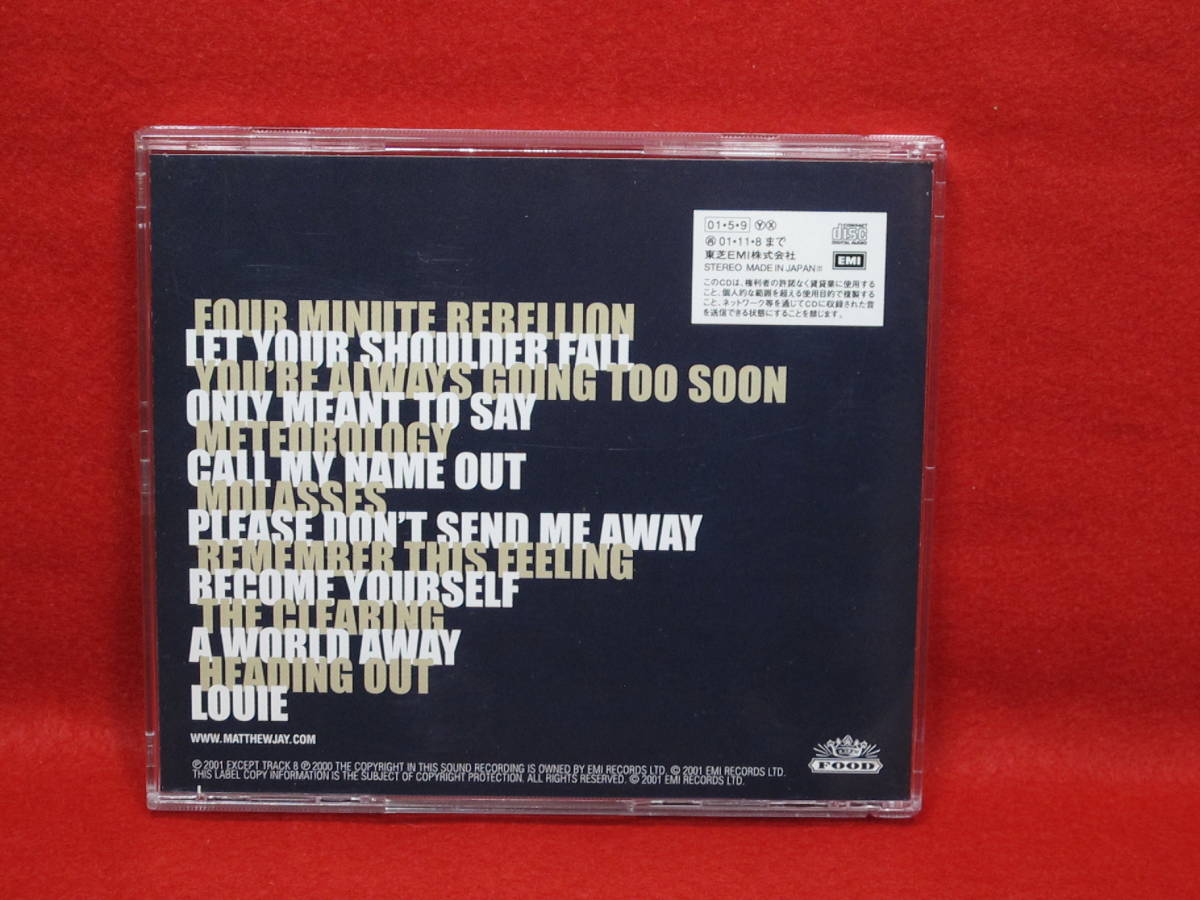 01・5・9 ⓎⓍ
㋐ 01・11・8 まで
東芝EMI株式会社
STEREO MADE IN JAPAN
COMPACT
disc
DIGITAL AUDIO
EMI
このCDは、権利者の許諾なく賃貸業に使用する
こと、個人的な範囲を超える使用目的で複製する
こと、ネットワーク等を通じてCDに収録された音
を送信できる状態にすることを禁じます。
FOUR MINUTE REBELLION
LET YOUR SHOULDER FALL
YOU'RE ALWAYS GOING TOO SOON
ONLY MEANT TO SAY
METEOROLOGY
CALL MY NAME OUT
MOLASSES
PLEASE DON'T SEND ME AWAY
REMEMBER THIS FEELING
BECOME YOURSELF
THE CLEARING
A WORLD AWAY
HEADING OUT
LOUIE
WWW.MATTHEWJAY.COM
℗ 2001 EXCEPT TRACK 8 ℗ 2000 THE COPYRIGHT IN THIS SOUND RECORDING IS OWNED BY EMI RECORDS LTD. © 2001 EMI RECORDS LTD.
THIS LABEL COPY INFORMATION IS THE SUBJECT OF COPYRIGHT PROTECTION. ALL RIGHTS RESERVED. © 2001 EMI RECORDS LTD.
FOOD